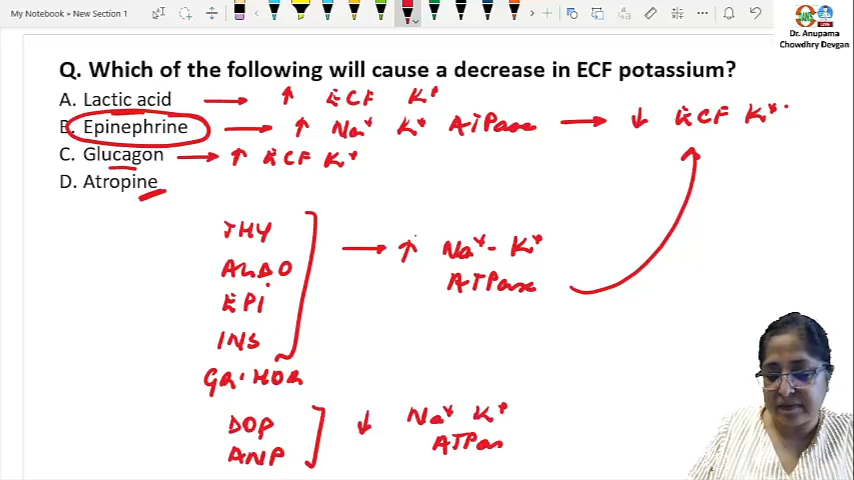 My Notebook » New Section 1
Dr. Anupama
Chowdhry Devgan
Q. Which of the following will cause a decrease in ECF potassium?
A. Lactic acid → ↑ ECF K+
B. Epinephrine → ↑ Na+ K+ ATPase → ↓ ECF K+.
C. Glucagon → ↑ ECF K+
D. Atropine
THY
ALDO → ↑ Na+- K+
EPI ATPase
INS
GR. HOR
DOP ↓ Na+ K+
ANP ATPas